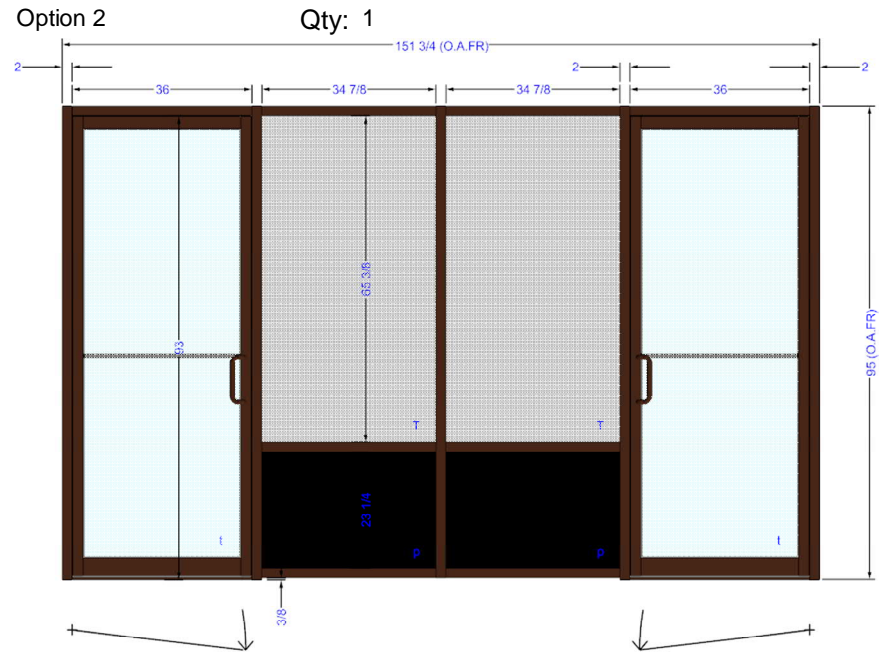 Option 2
Qty: 1
151 3/4 (O.A.FR)
2
2
2
36
34 7/8
34 7/8
36
65 3/8
93
95 (O.A.FR)
T
T
23 1/4
t
P
P
t
3/8